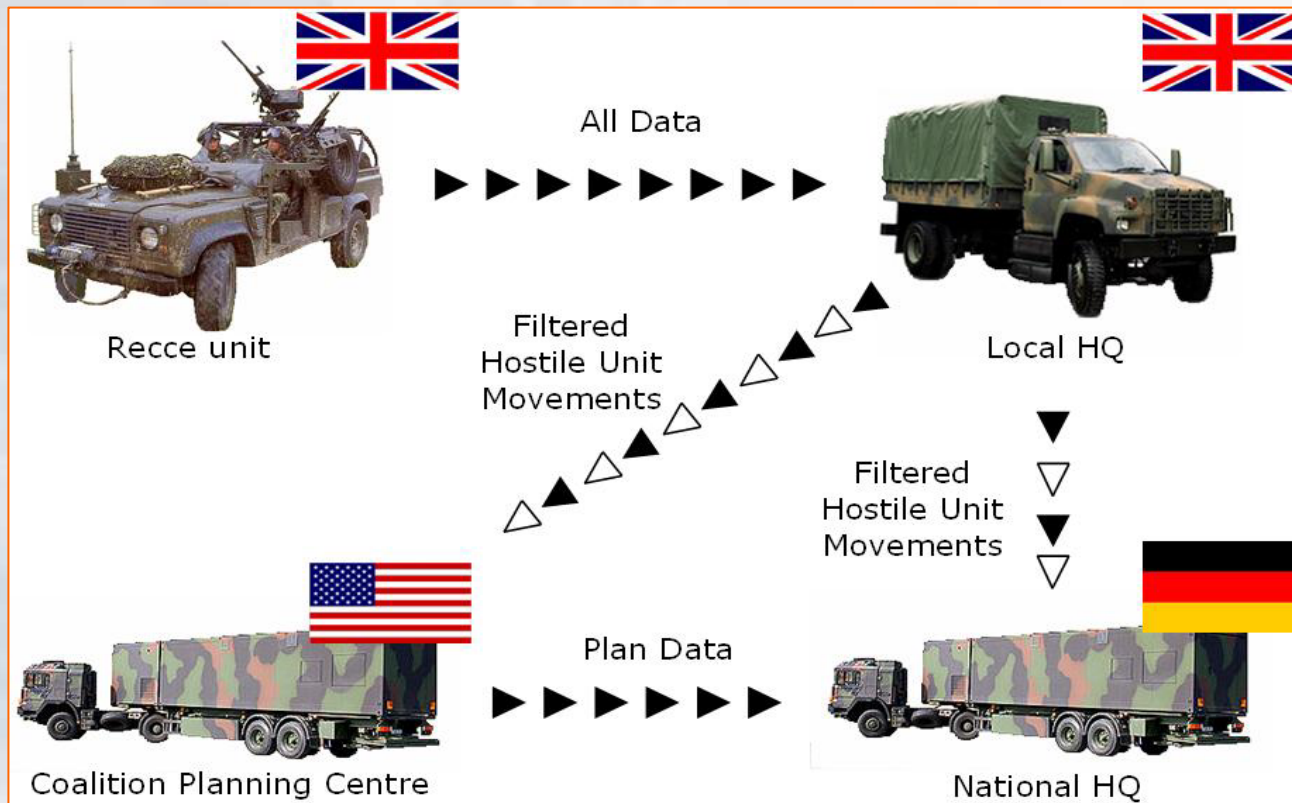 All Data
Recce unit
Local HQ
Filtered
Hostile Unit
Movements
Filtered
Hostile Unit
Movements
Plan Data
Coalition Planning Centre
National HQ